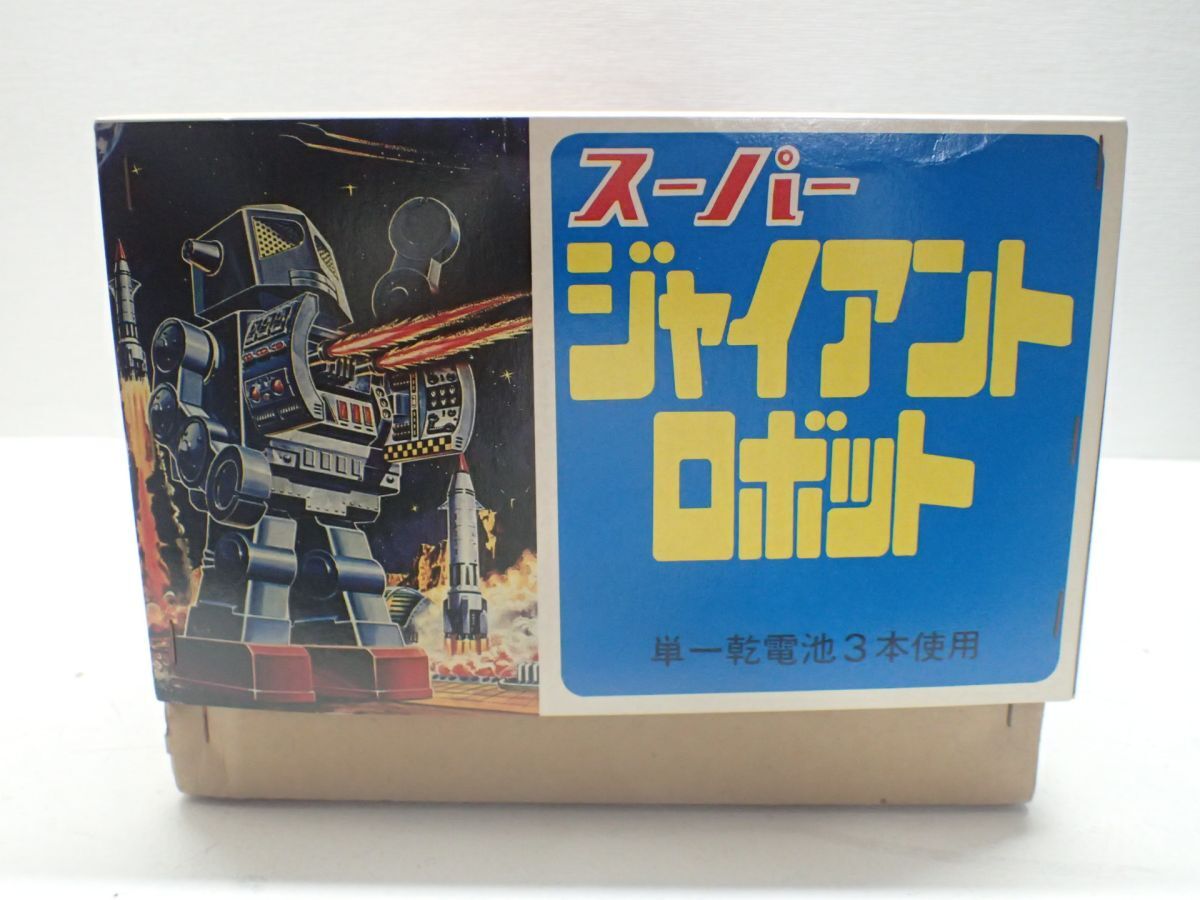 スーパー
ジャイアント
ロボット
単一乾電池3本使用